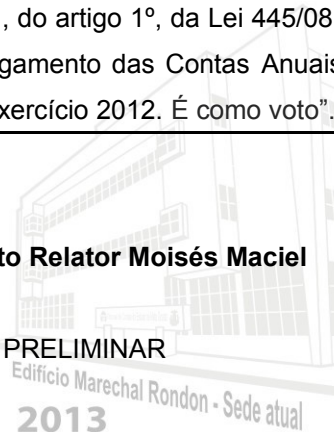 , do artigo 1º, da Lei 445/08
gamento das Contas Anuais
xercício 2012. É como voto”.
to Relator Moisés Maciel
PRELIMINAR
Edifício Marechal Rondon - Sede atual
2013